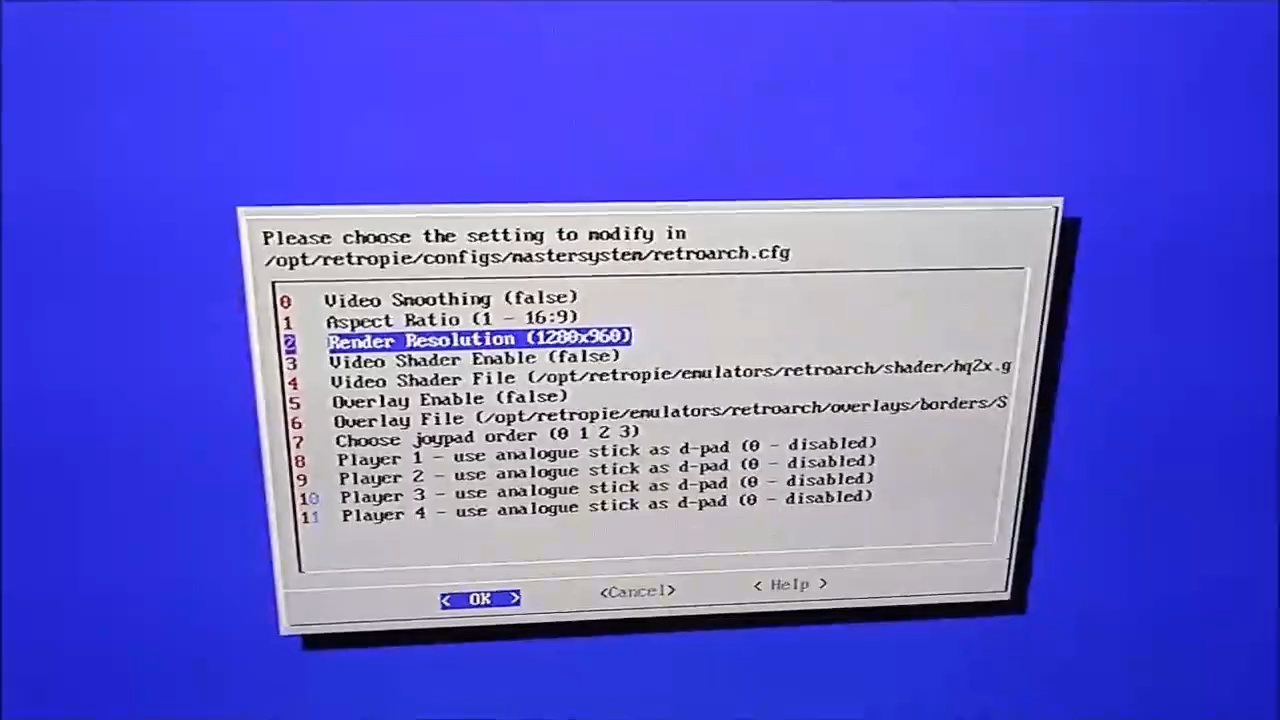 Please choose the setting to modify in
/opt/retropie/configs/mastersystem/retroarch.cfg
0 Video Smoothing (false)
1 Aspect Ratio (1 - 16:9)
2 Render Resolution (1280x960)
3 Video Shader Enable (false)
4 Video Shader File (/opt/retropie/emulators/retroarch/shader/hq2x.g
5 Overlay Enable (false)
6 Overlay File (/opt/retropie/emulators/retroarch/overlays/borders/S
7 Choose joypad order (0 1 2 3)
8 Player 1 - use analogue stick as d-pad (0 - disabled)
9 Player 2 - use analogue stick as d-pad (0 - disabled)
10 Player 3 - use analogue stick as d-pad (0 - disabled)
11 Player 4 - use analogue stick as d-pad (0 - disabled)
< OK > <Cancel> < Help >